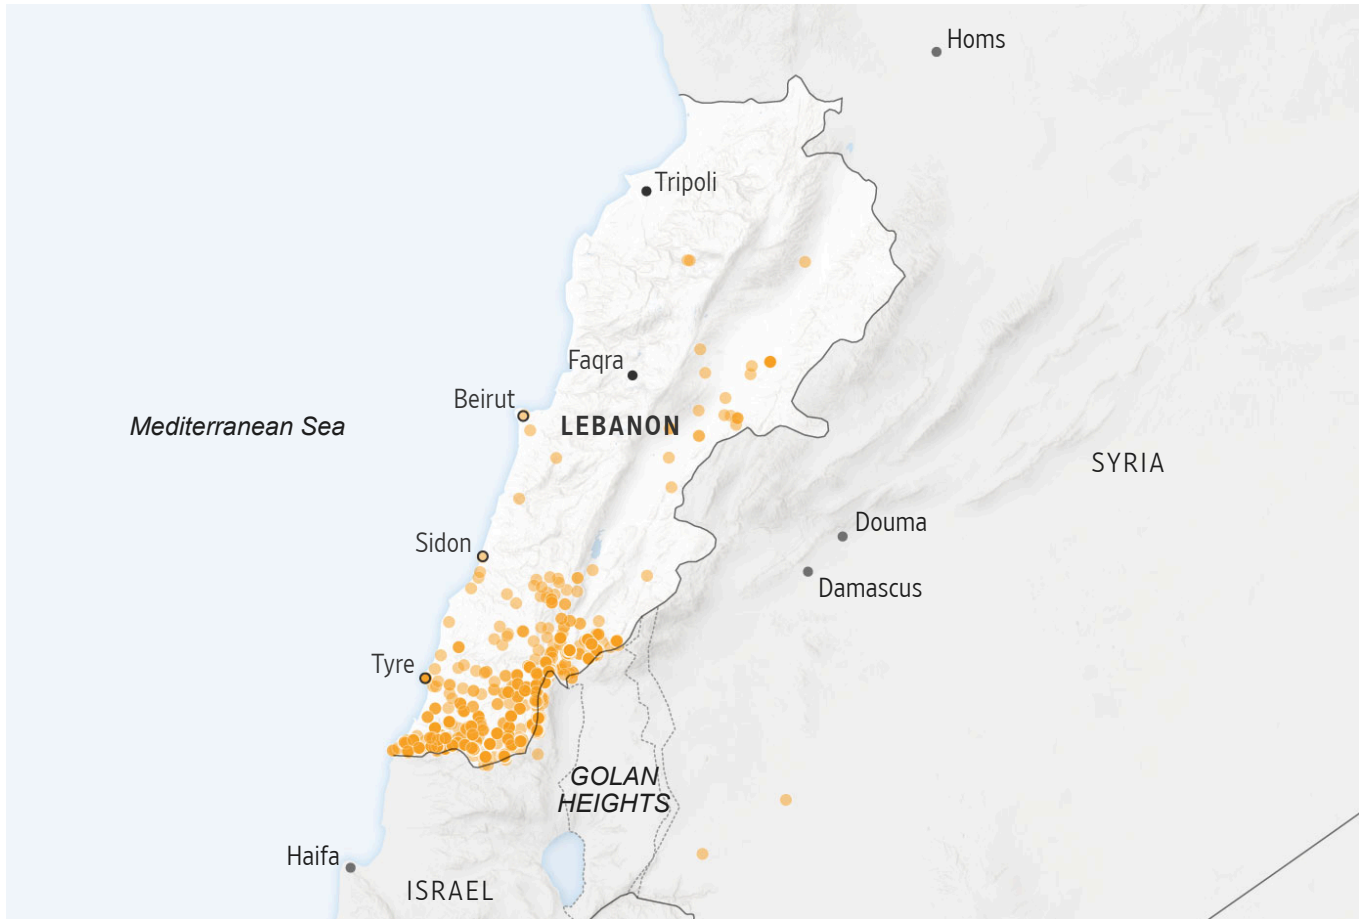 Homs
Tripoli
Faqra
Beirut
LEBANON
Mediterranean Sea
SYRIA
Douma
Sidon
Damascus
Tyre
GOLAN
HEIGHTS
Haifa
ISRAEL